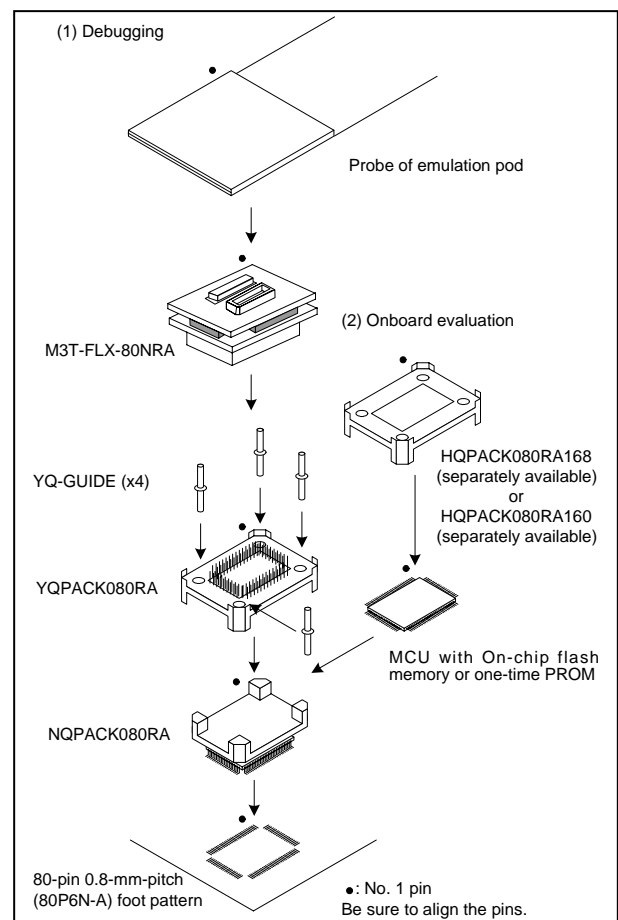 (1) Debugging
Probe of emulation pod
(2) Onboard evaluation
M3T-FLX-80NRA
HQPACK080RA168
(separately available)
or
HQPACK080RA160
(separately available)
YQ-GUIDE (x4)
YQPACK080RA
MCU with On-chip flash
memory or one-time PROM
NQPACK080RA
80-pin 0.8-mm-pitch
(80P6N-A) foot pattern
●: No. 1 pin
Be sure to align the pins.